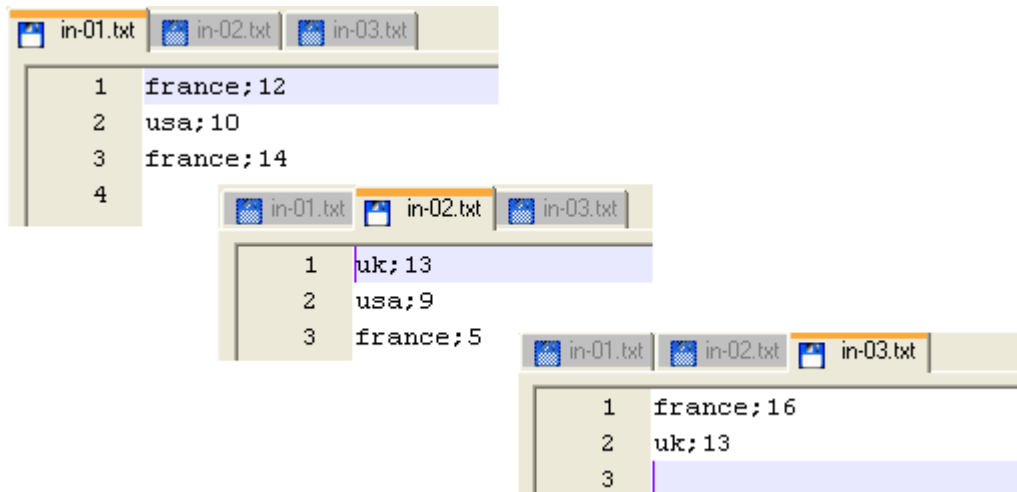 in-01.txt in-02.txt in-03.txt
1 france;12
2 usa;10
3 france;14
4
in-01.txt in-02.txt in-03.txt
1 uk;13
2 usa;9
3 france;5
in-01.txt in-02.txt in-03.txt
1 france;16
2 uk;13
3